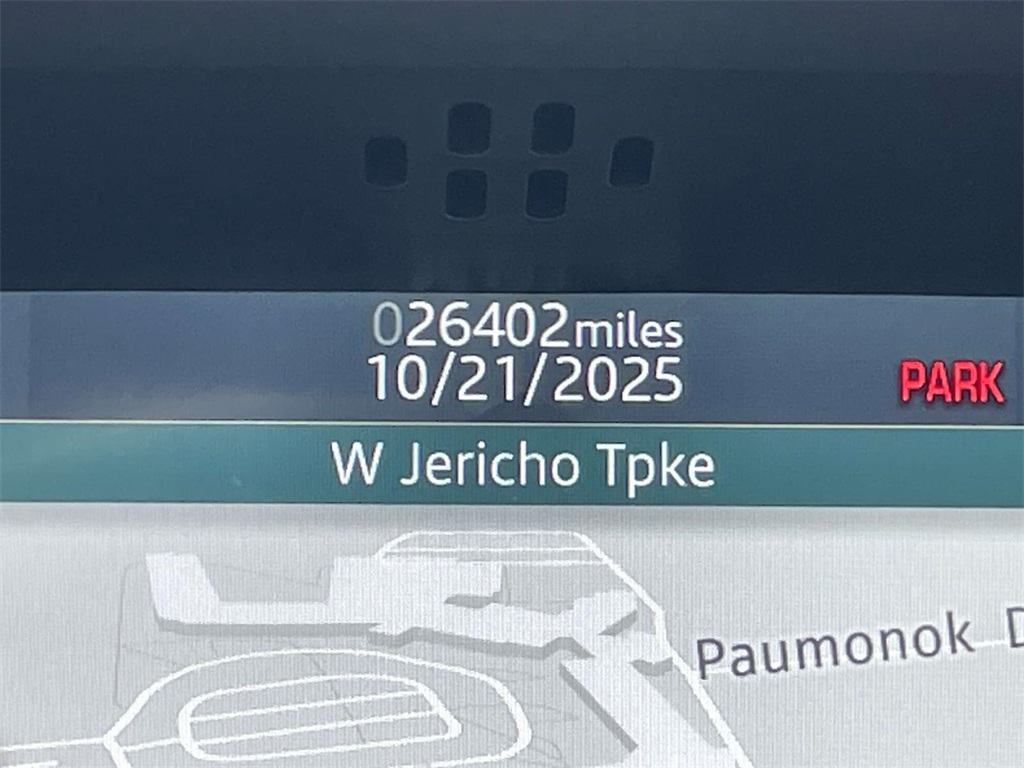 026402miles
10/21/2025
PARK
W Jericho Tpke
Paumonok D